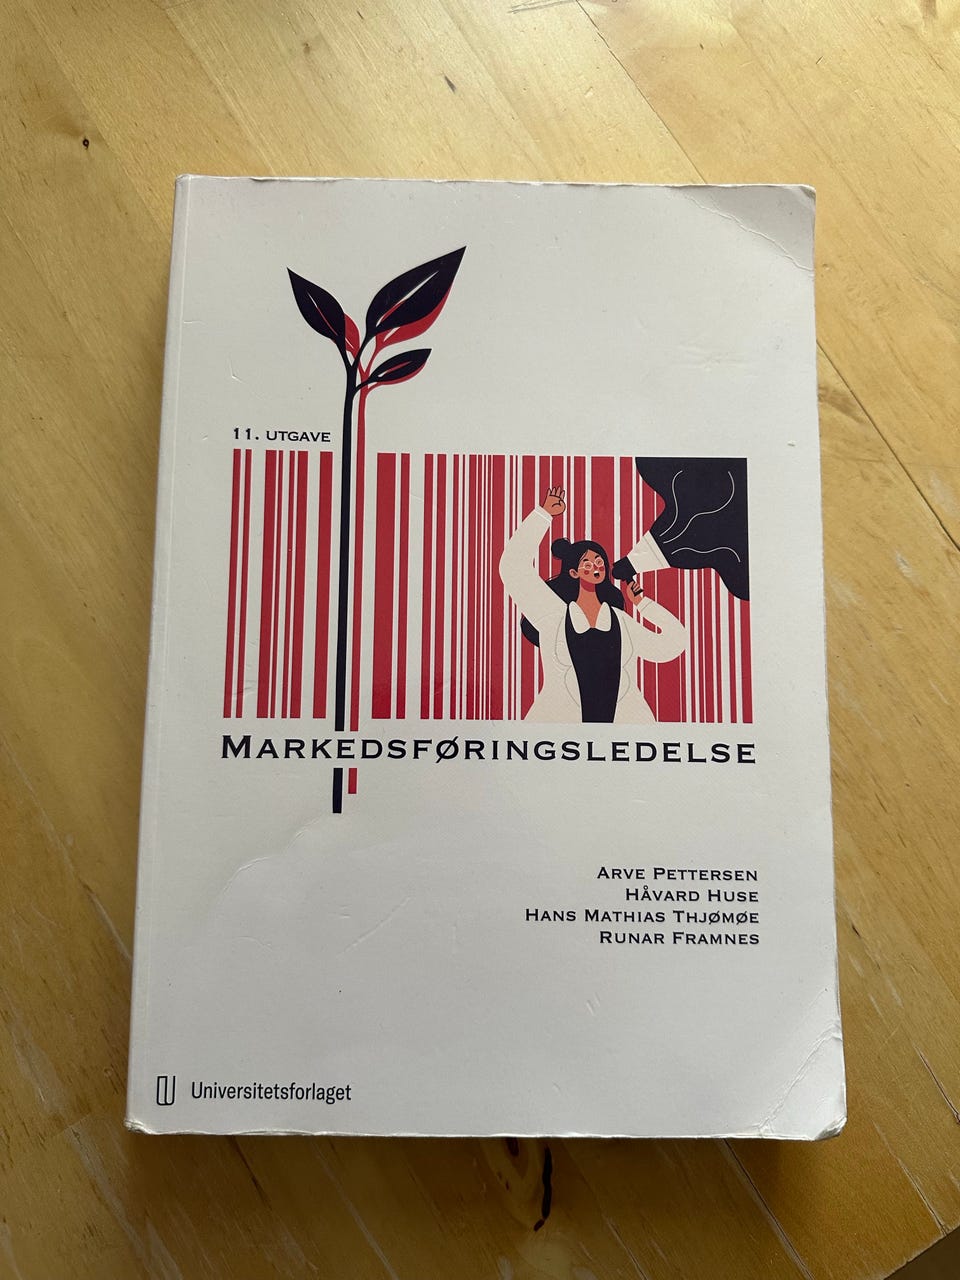 11. UTGAVE
MARKEDSFØRINGSLEDELSE
ARVE PETTERSEN
HÅVARD HUSE
HANS MATHIAS THJØMØE
RUNAR FRAMNES
Universitetsforlaget